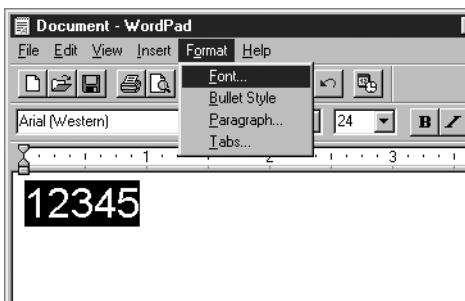 Document - WordPad
File Edit View Insert Format Help
Font...
Bullet Style
Arial (Western) Paragraph... 24 B I
Tabs...
1 2 3
12345